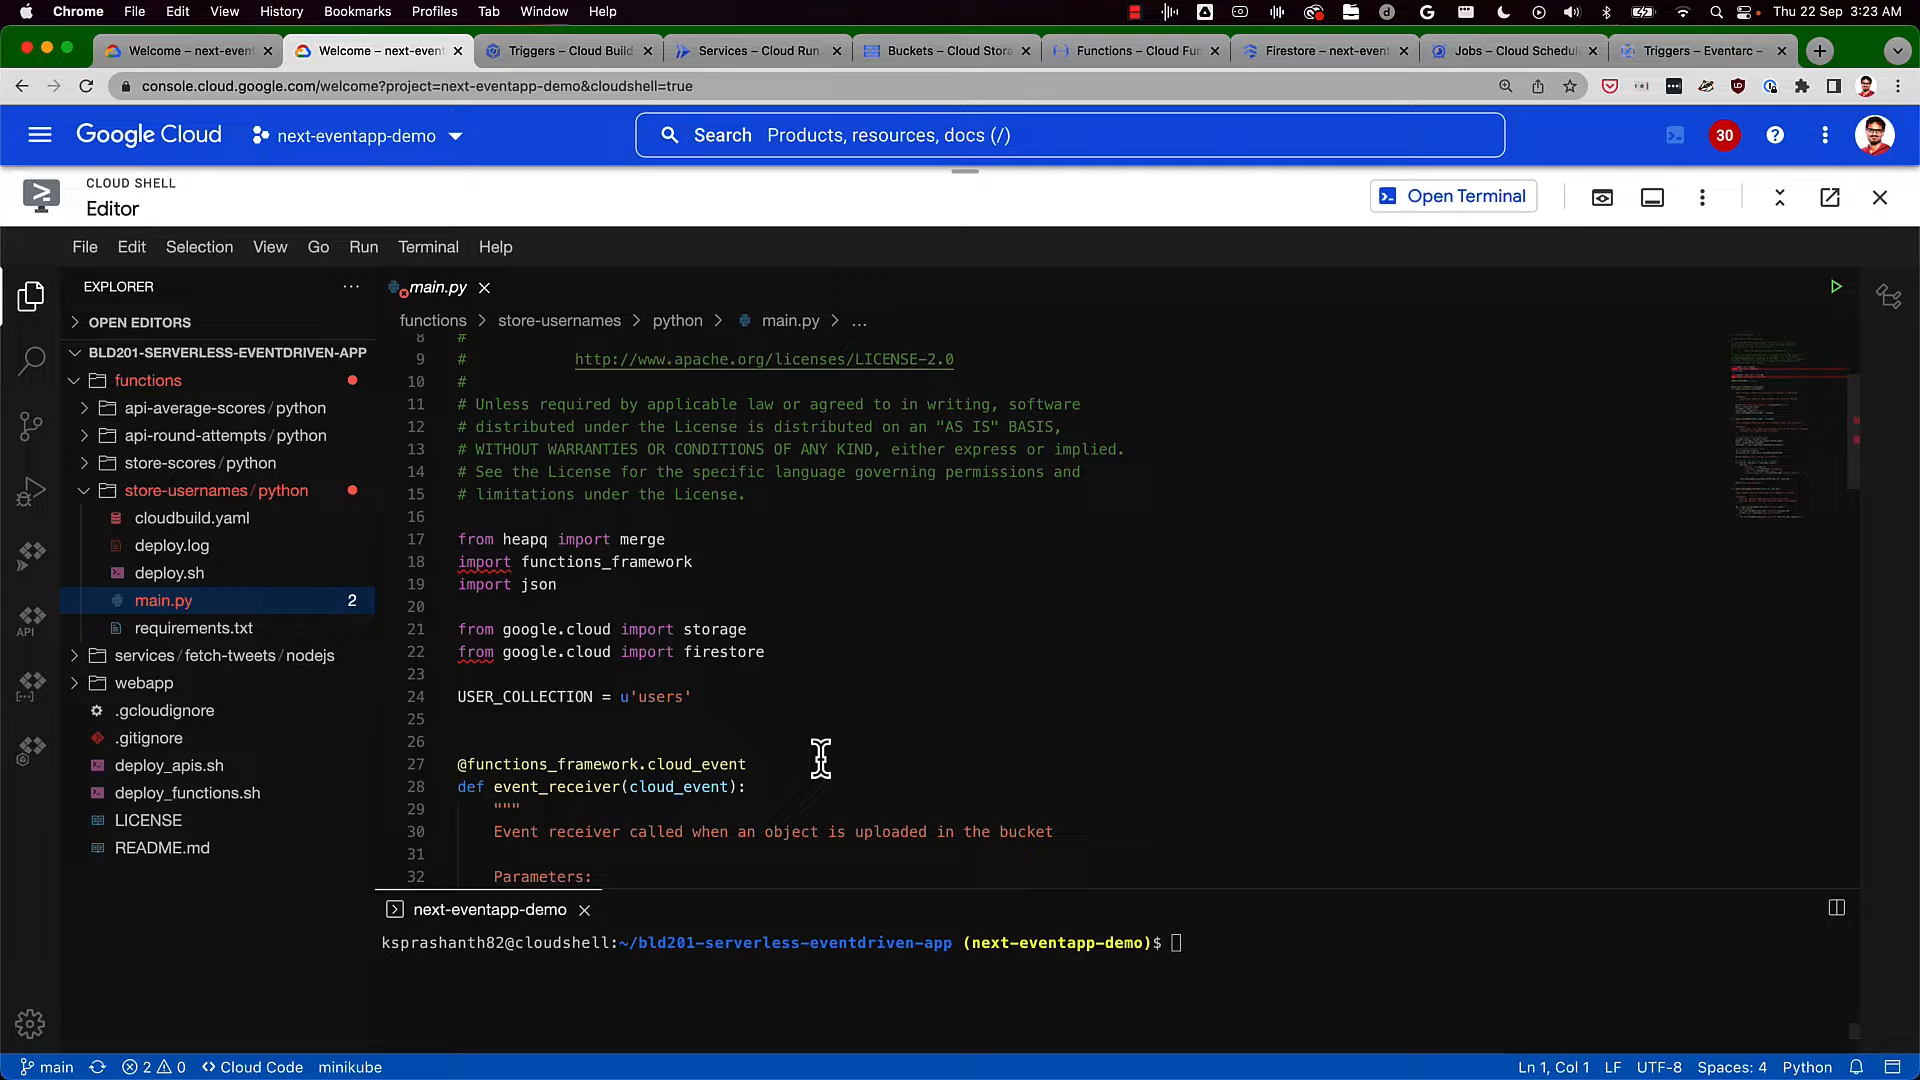 Chrome File Edit View History Bookmarks Profiles Tab Window Help Thu 22 Sep 3:23 AM
Welcome – next-event Welcome – next-event Triggers – Cloud Build Services – Cloud Run Buckets – Cloud Stora Functions – Cloud Fun Firestore – next-event Jobs – Cloud Schedul Triggers – Eventarc –
console.cloud.google.com/welcome?project=next-eventapp-demo&cloudshell=true
Google Cloud next-eventapp-demo Search Products, resources, docs (/) 30
CLOUD SHELL
Editor
Open Terminal
File Edit Selection View Go Run Terminal Help
EXPLORER
OPEN EDITORS
BLD201-SERVERLESS-EVENTDRIVEN-APP
functions
api-average-scores/python
api-round-attempts/python
store-scores/python
store-usernames/python
cloudbuild.yaml
deploy.log
deploy.sh
main.py 2
requirements.txt
services/fetch-tweets/nodejs
webapp
.gcloudignore
.gitignore
deploy_apis.sh
deploy_functions.sh
LICENSE
README.md
API
main.py
functions > store-usernames > python > main.py > ...
8 #
9 # http://www.apache.org/licenses/LICENSE-2.0
10 #
11 # Unless required by applicable law or agreed to in writing, software
12 # distributed under the License is distributed on an "AS IS" BASIS,
13 # WITHOUT WARRANTIES OR CONDITIONS OF ANY KIND, either express or implied.
14 # See the License for the specific language governing permissions and
15 # limitations under the License.
16
17 from heapq import merge
18 import functions_framework
19 import json
20
21 from google.cloud import storage
22 from google.cloud import firestore
23
24 USER_COLLECTION = u'users'
25
26
27 @functions_framework.cloud_event
28 def event_receiver(cloud_event):
29 """
30 Event receiver called when an object is uploaded in the bucket
31
32 Parameters:
next-eventapp-demo
ksprashanth82@cloudshell:~/bld201-serverless-eventdriven-app (next-eventapp-demo)$
main 2 0 Cloud Code minikube Ln 1, Col 1 LF UTF-8 Spaces: 4 Python